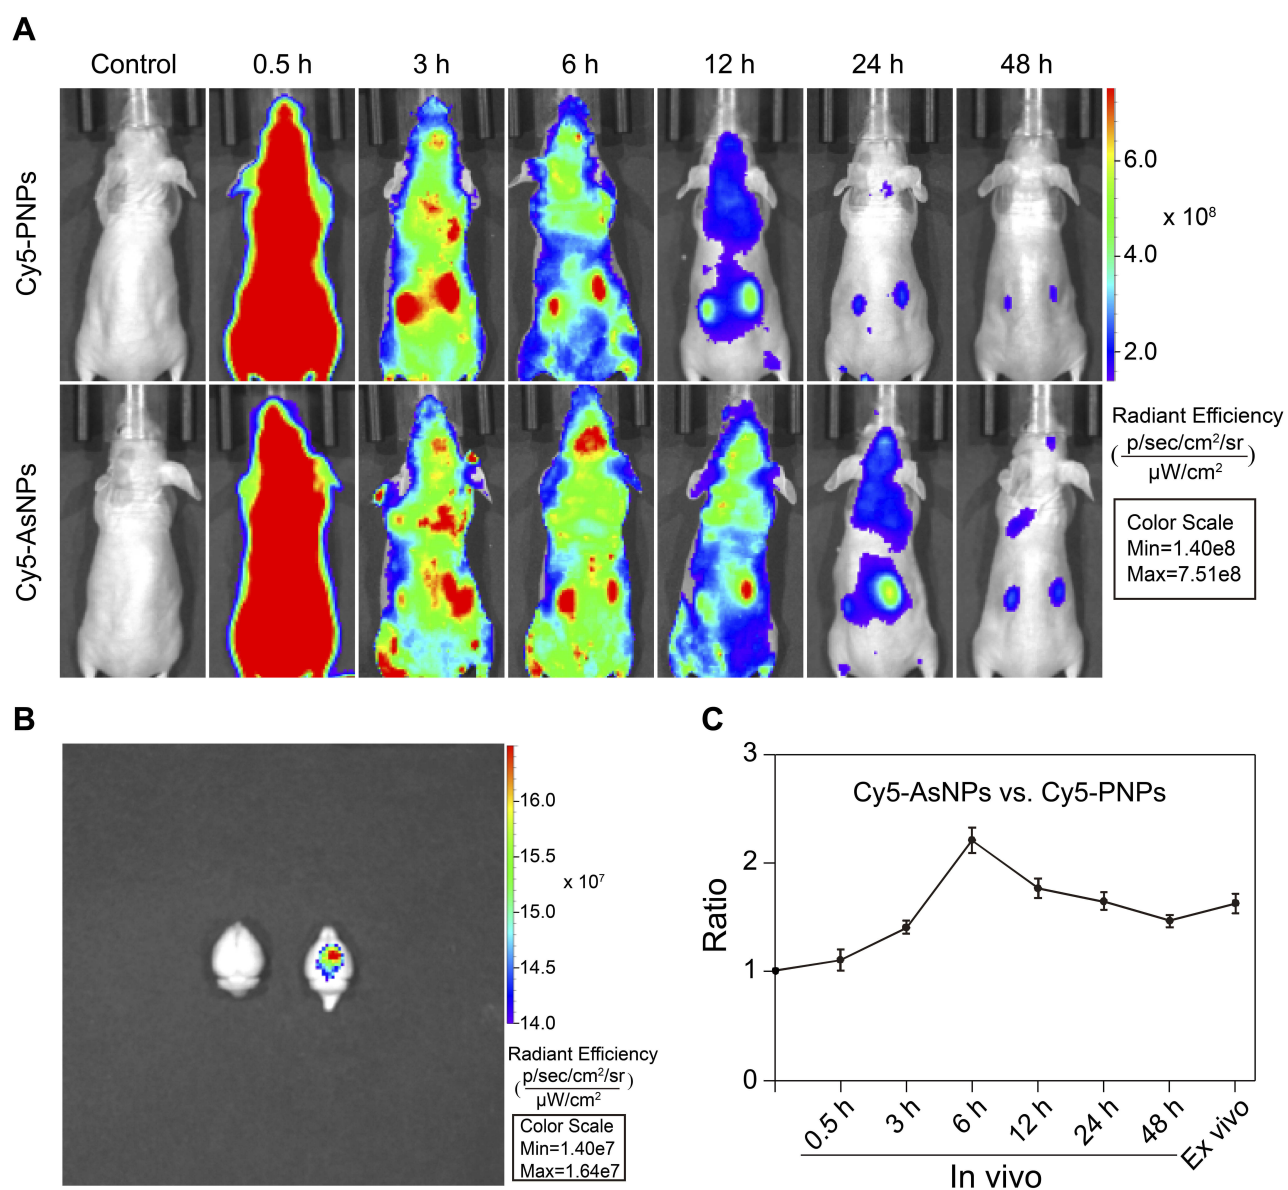 A
Control 0.5 h 3 h 6 h 12 h 24 h 48 h
Cy5-PNPs
6.0
x 10⁸
4.0
2.0
Cy5-AsNPs
Radiant Efficiency
(p/sec/cm²/sr)
µW/cm²
Color Scale
Min=1.40e8
Max=7.51e8
B
16.0
15.5
x 10⁷
15.0
14.5
14.0
Radiant Efficiency
(p/sec/cm²/sr)
µW/cm²
Color Scale
Min=1.40e7
Max=1.64e7
C
Cy5-AsNPs vs. Cy5-PNPs
Ratio
3
2
1
0
0.5 h 3 h 6 h 12 h 24 h 48 h Ex vivo
In vivo